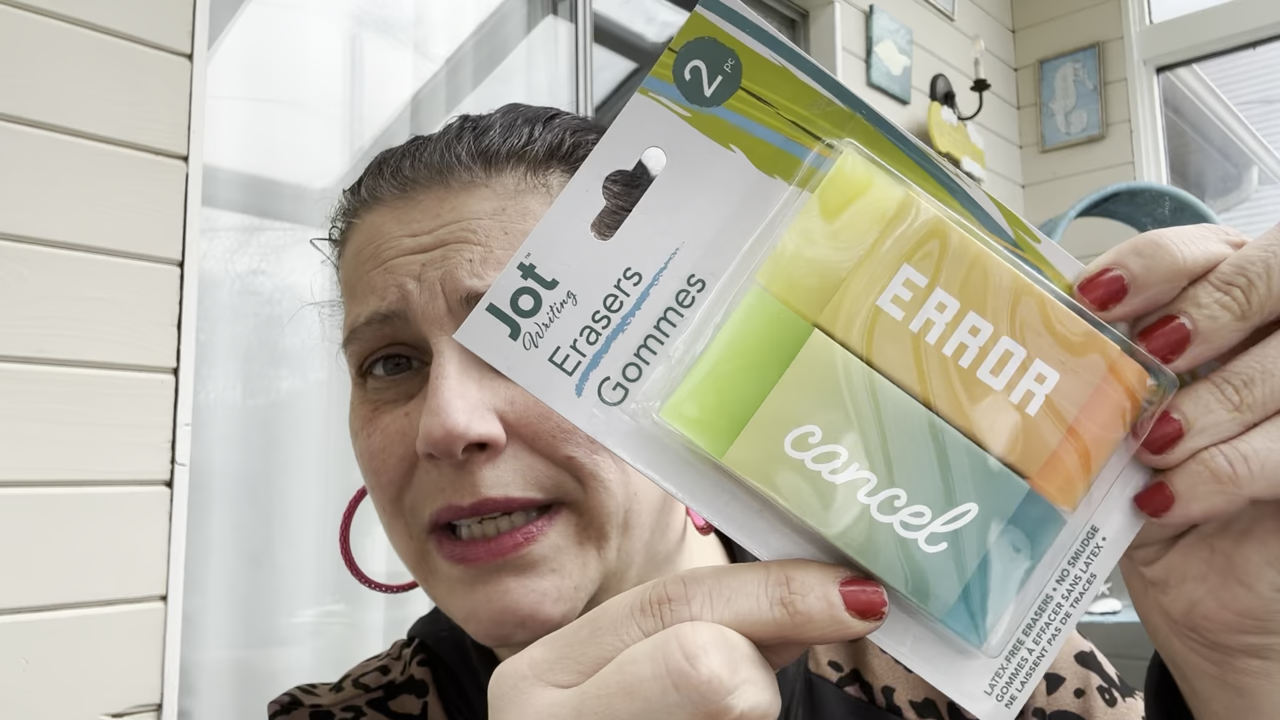 2 pc
Jot™
Writing
Erasers
Gommes
ERROR
cancel
LATEX-FREE ERASERS • NO SMUDGE
GOMMES À EFFACER SANS LATEX •
NE LAISSENT PAS DE TRACES